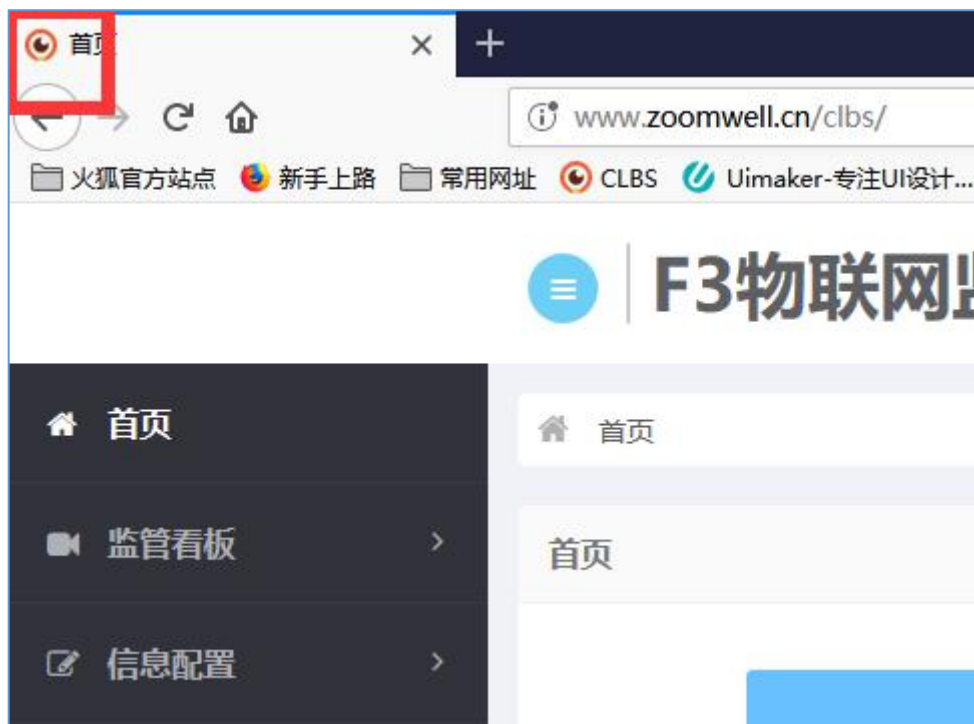 首页
www.zoomwell.cn/clbs/
火狐官方站点 新手上路 常用网址 CLBS Uimaker-专注UI设计...
F3物联网
首页
首页
监管看板
首页
信息配置